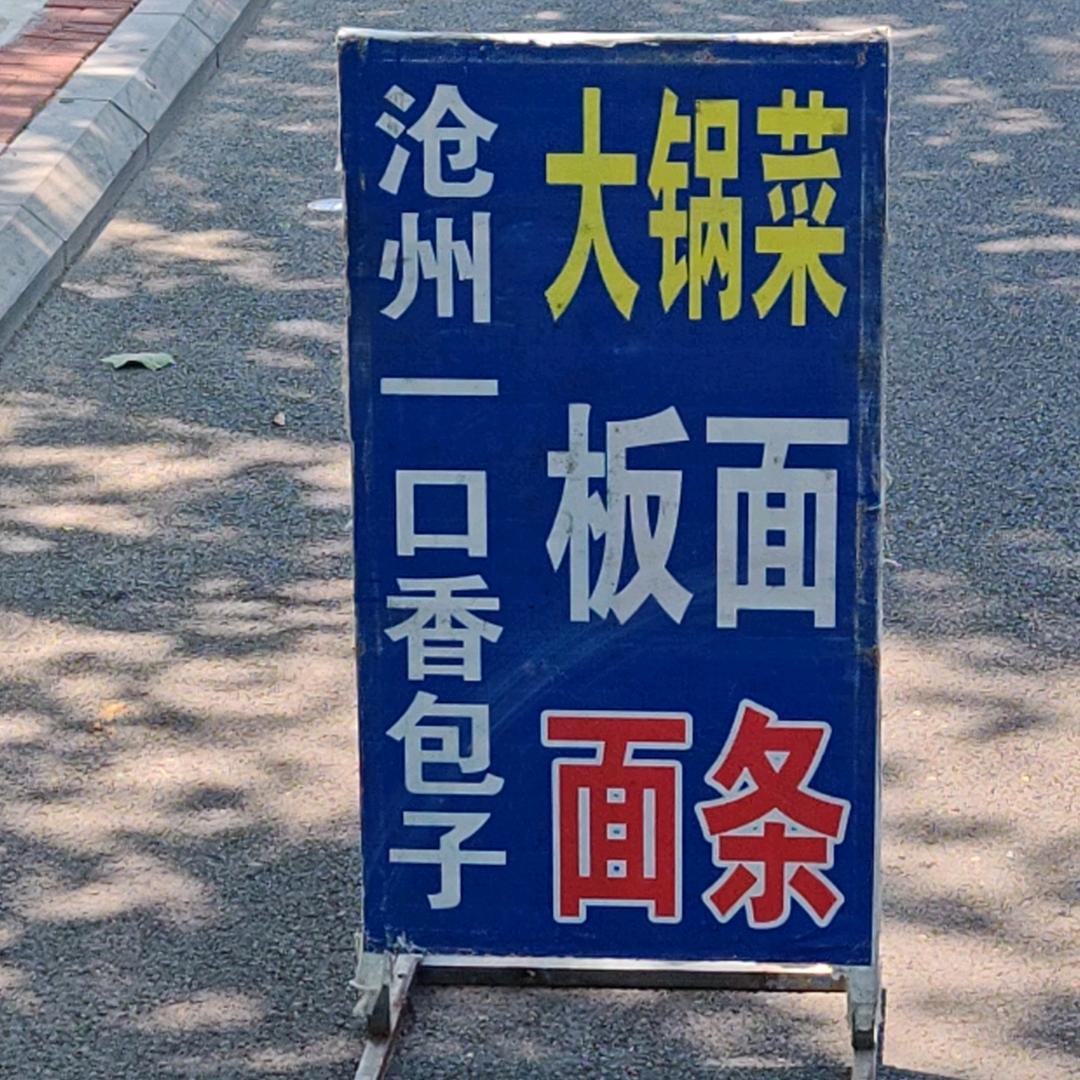 沧州一口香包子
大锅菜
板面
面条